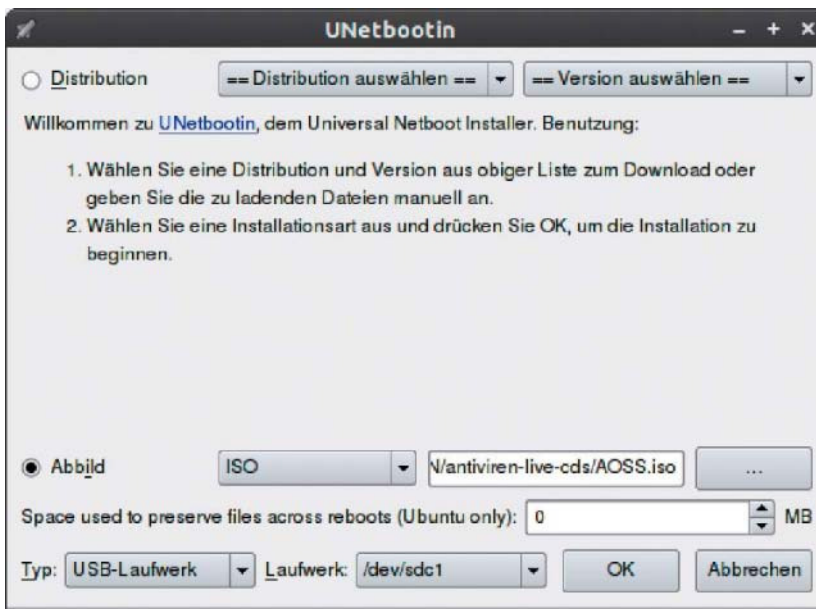 UNetbootin
Distribution == Distribution auswählen == == Version auswählen ==
Willkommen zu UNetbootin, dem Universal Netboot Installer. Benutzung:
1. Wählen Sie eine Distribution und Version aus obiger Liste zum Download oder
geben Sie die zu ladenden Dateien manuell an.
2. Wählen Sie eine Installationsart aus und drücken Sie OK, um die Installation zu
beginnen.
Abbild ISO /antiviren-live-cds/AOSS.iso ...
Space used to preserve files across reboots (Ubuntu only): 0 MB
Typ: USB-Laufwerk Laufwerk: /dev/sdc1 OK Abbrechen